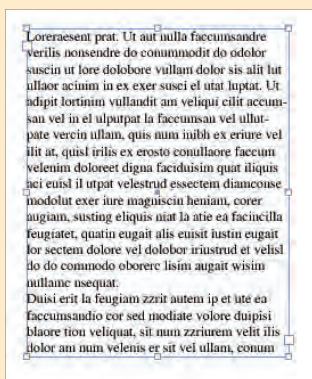 Loreraesent prat. Ut aut nulla faccumsandre
verilis nonsendre do conummodit do odolor
suscin ut lore dolobore vullam dolor sis alit lut
ullaor acinim in ex exer susci el utat luptat. Ut
adipit lortinim vullandit am veliqui cilit accum-
san vel in el ulputpat la faccumsan vel ullut-
pate vercin ullam, quis num inibh ex eriure vel
ilit at, quisl irilis ex erosto conullaore faccum
velenim doloreet digna faciduisim quat iliquis
nci euisl il utpat velestrud essectem diamconse
modolut exer iure magniscin heniam, corer
augiam, susting eliquis niat la atie ea facincilla
feugiatet, quatin eugait alis euisit iustin eugait
lor sectem dolore vel dolobor iriustrud et velisl
do do commodo oborerc lisim augait wisim
nullamc nsequat.
Duisi erit la feugiam zzrit autem ip et ute ea
faccumsandio cor sed modiate volore duipisi
blaore tion veliquat, sit num zzriurem velit ilis
dolor am num velenis er sit vel ullam, conum